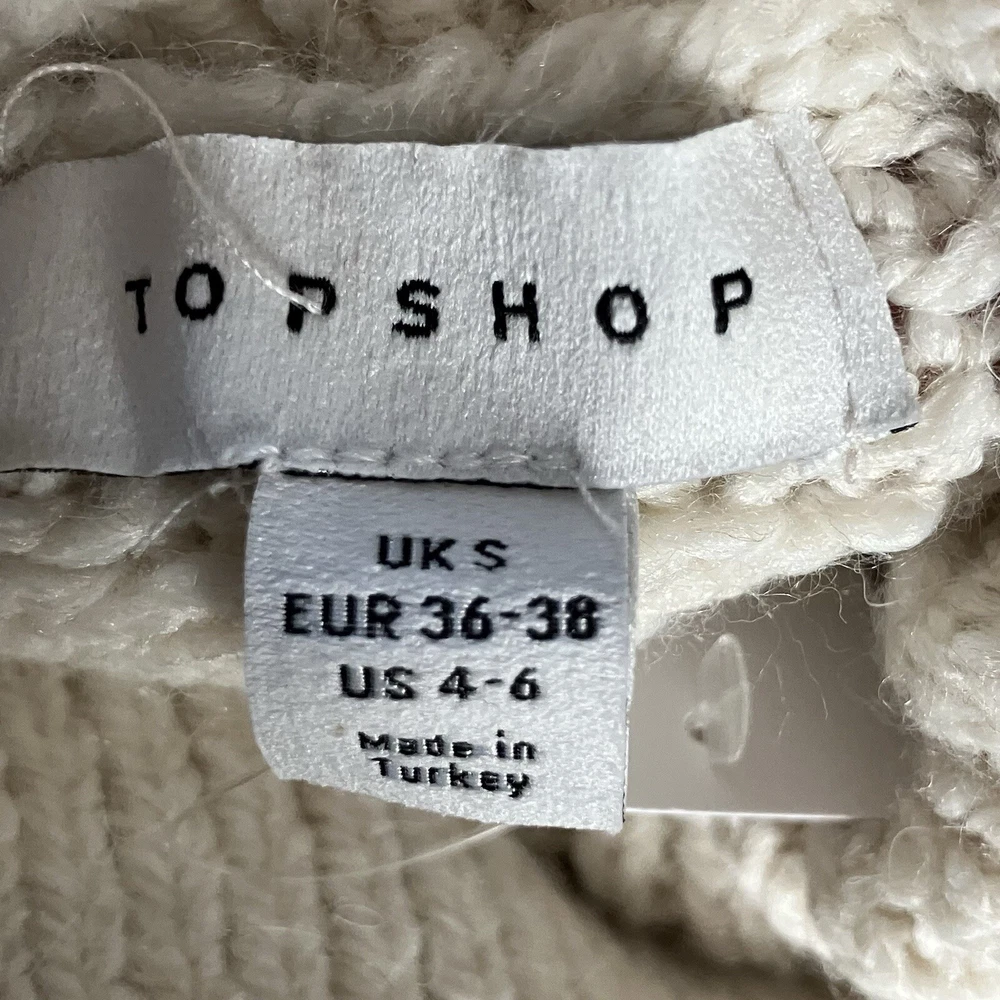 TOPSHOP
UK S
EUR 36-38
US 4-6
Made in
Turkey